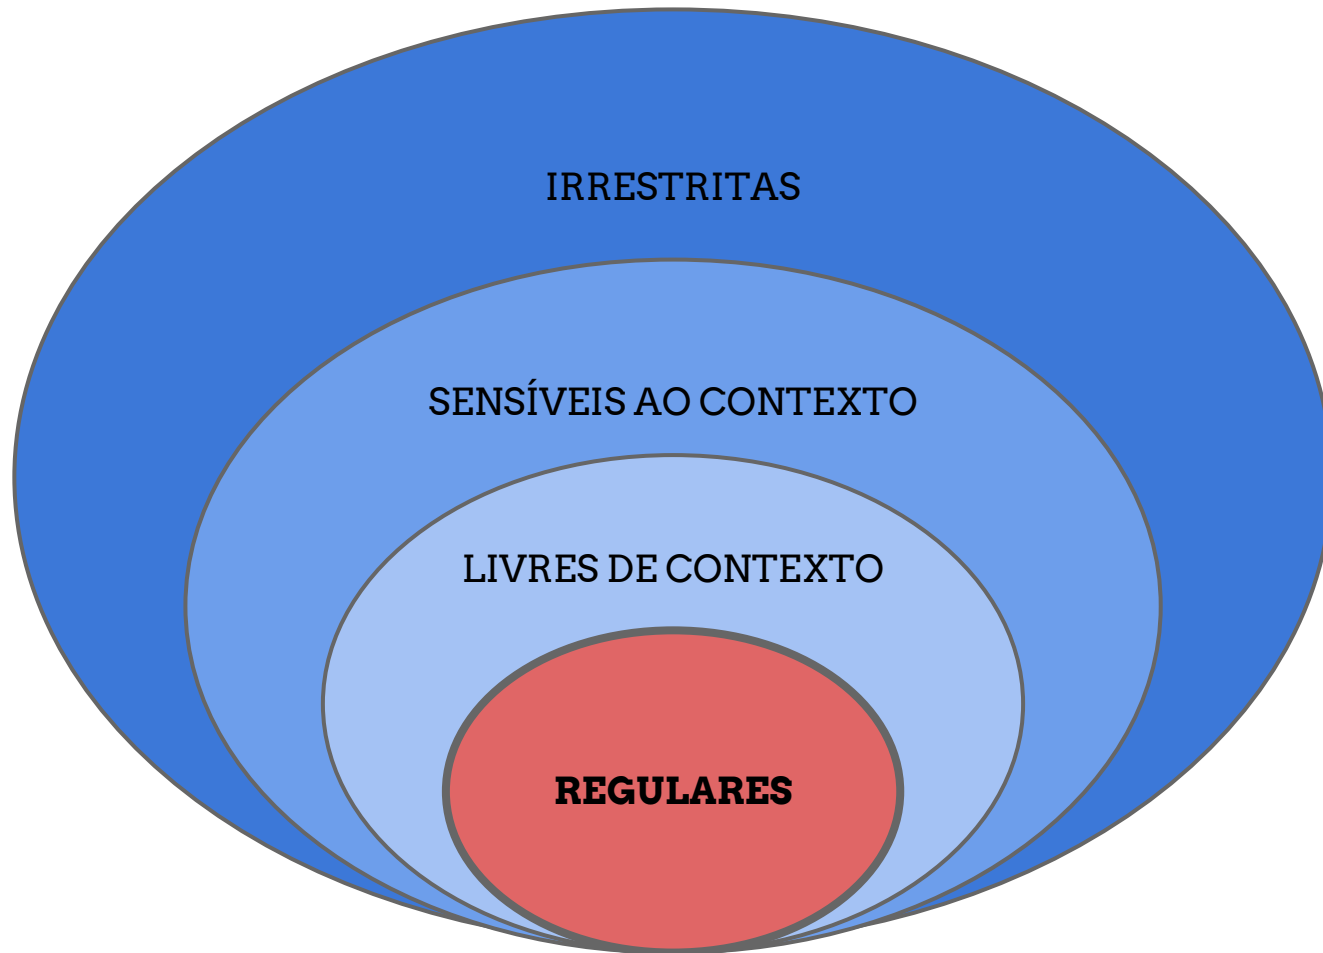 IRRESTRITAS
SENSÍVEIS AO CONTEXTO
LIVRES DE CONTEXTO
REGULARES